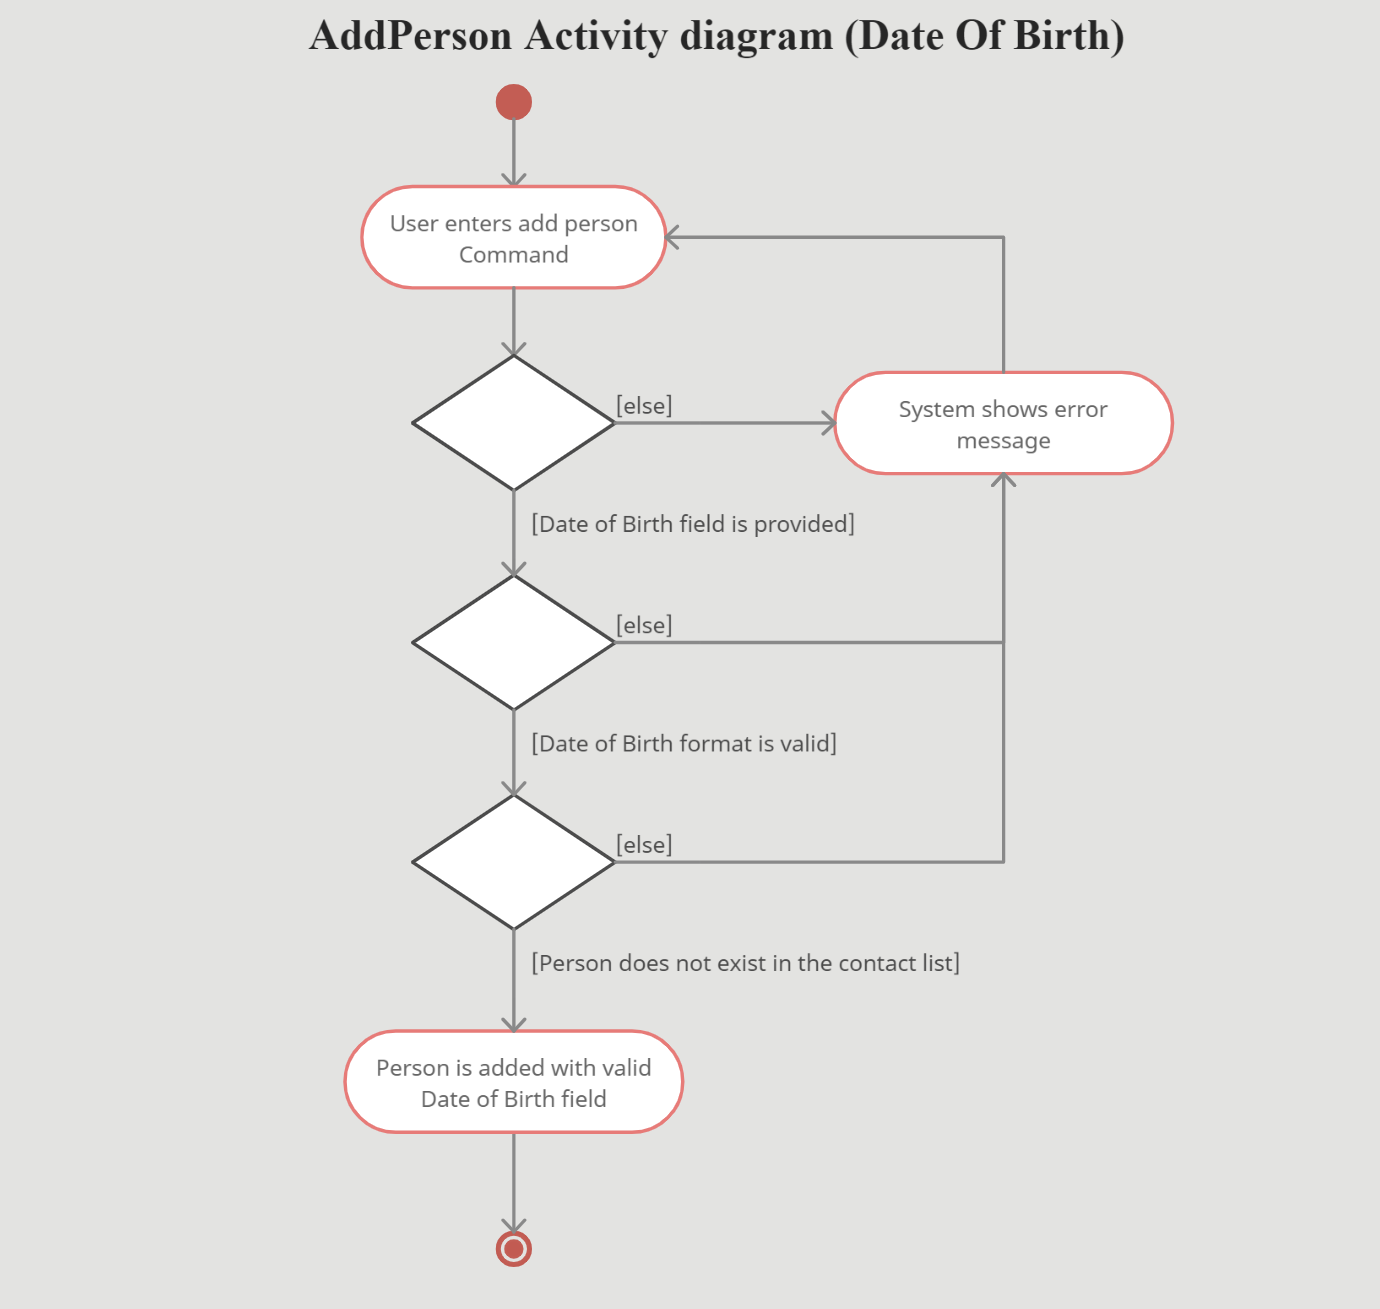 AddPerson Activity diagram (Date Of Birth)
User enters add person
Command
[else]
System shows error
message
[Date of Birth field is provided]
[else]
[Date of Birth format is valid]
[else]
[Person does not exist in the contact list]
Person is added with valid
Date of Birth field